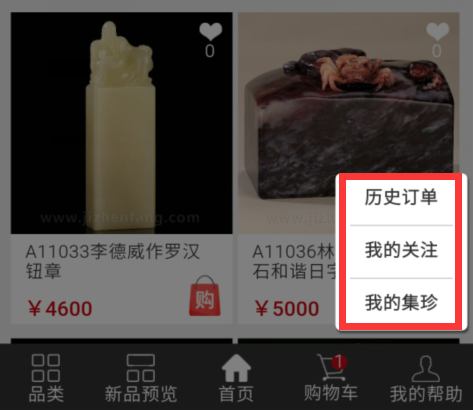 0
0
www.jizhentang.com
A11033李德威作罗汉
钮章
￥4600
购
A11036林
石和谐日字
￥5000
历史订单
我的关注
我的集珍
品类
新品预览
首页
1
购物车
我的帮助